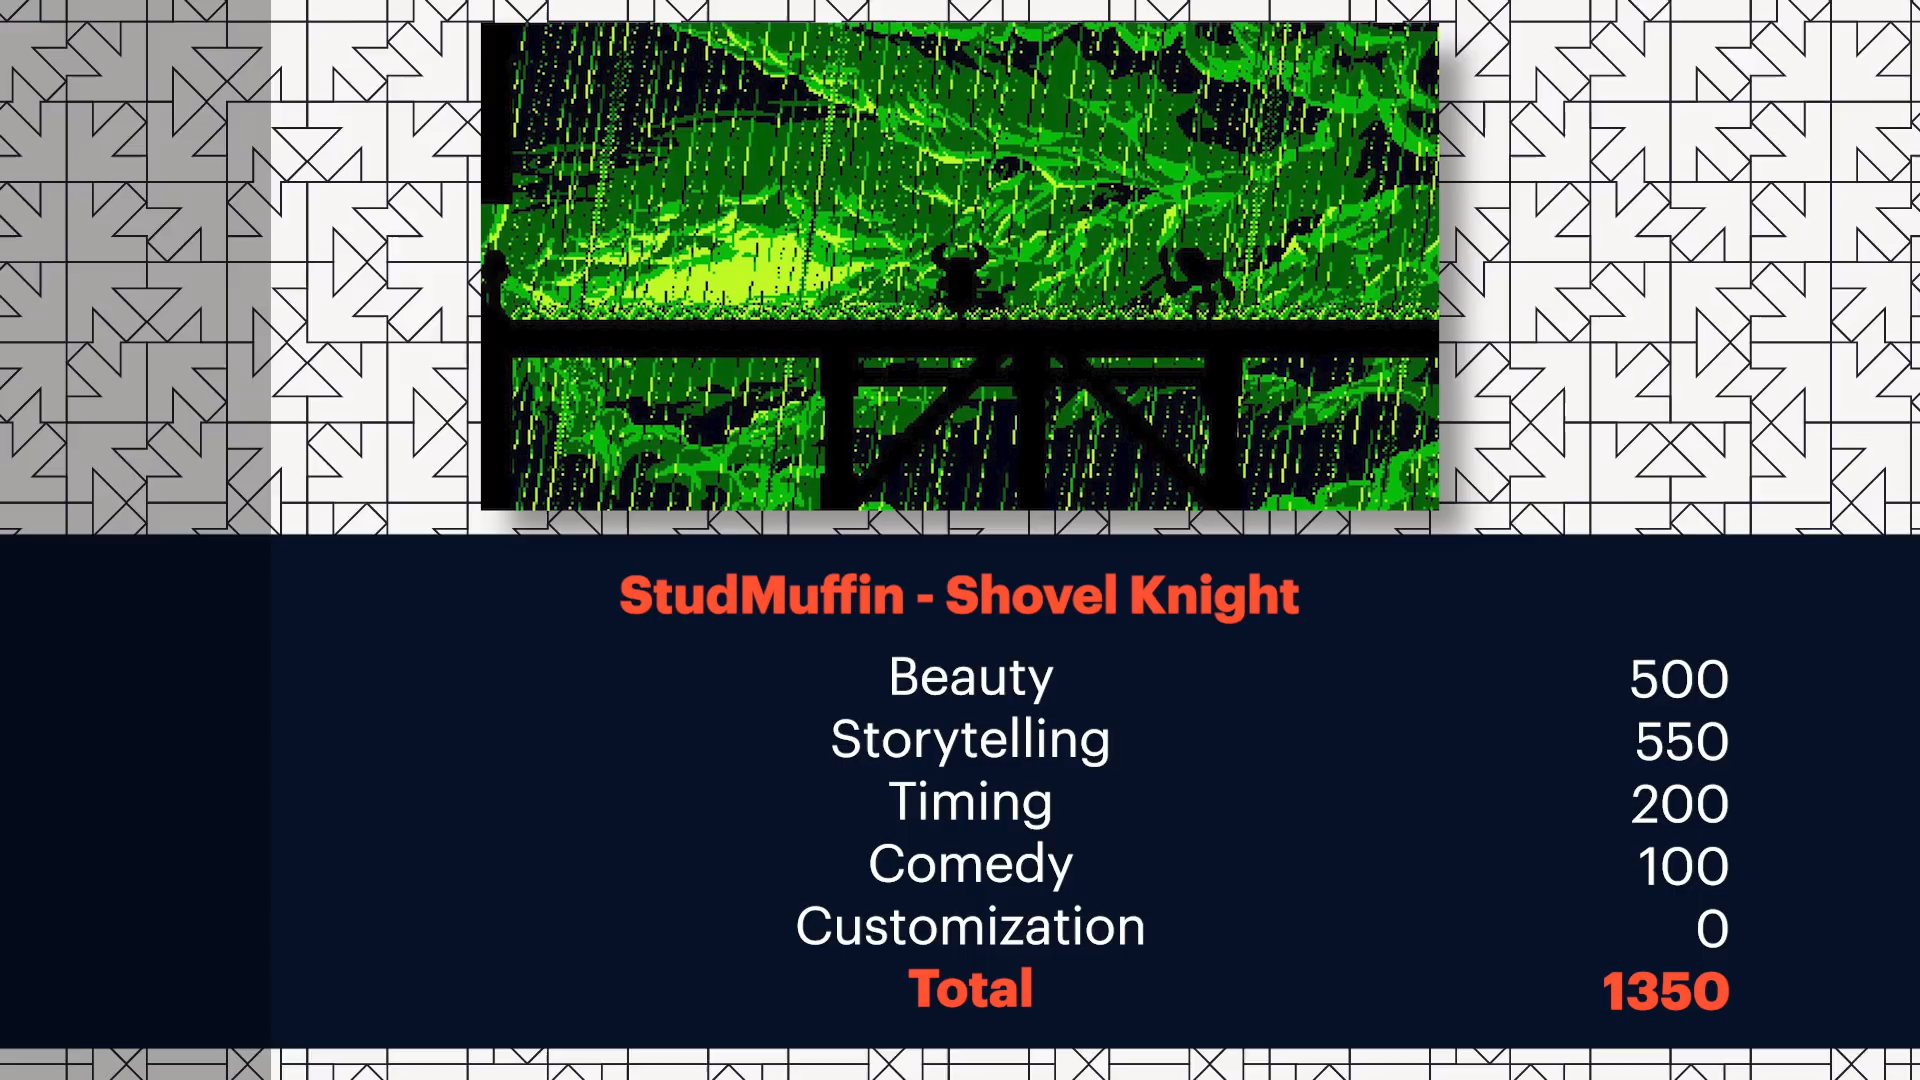 StudMuffin - Shovel Knight
Beauty 500
Storytelling 550
Timing 200
Comedy 100
Customization 0
Total 1350